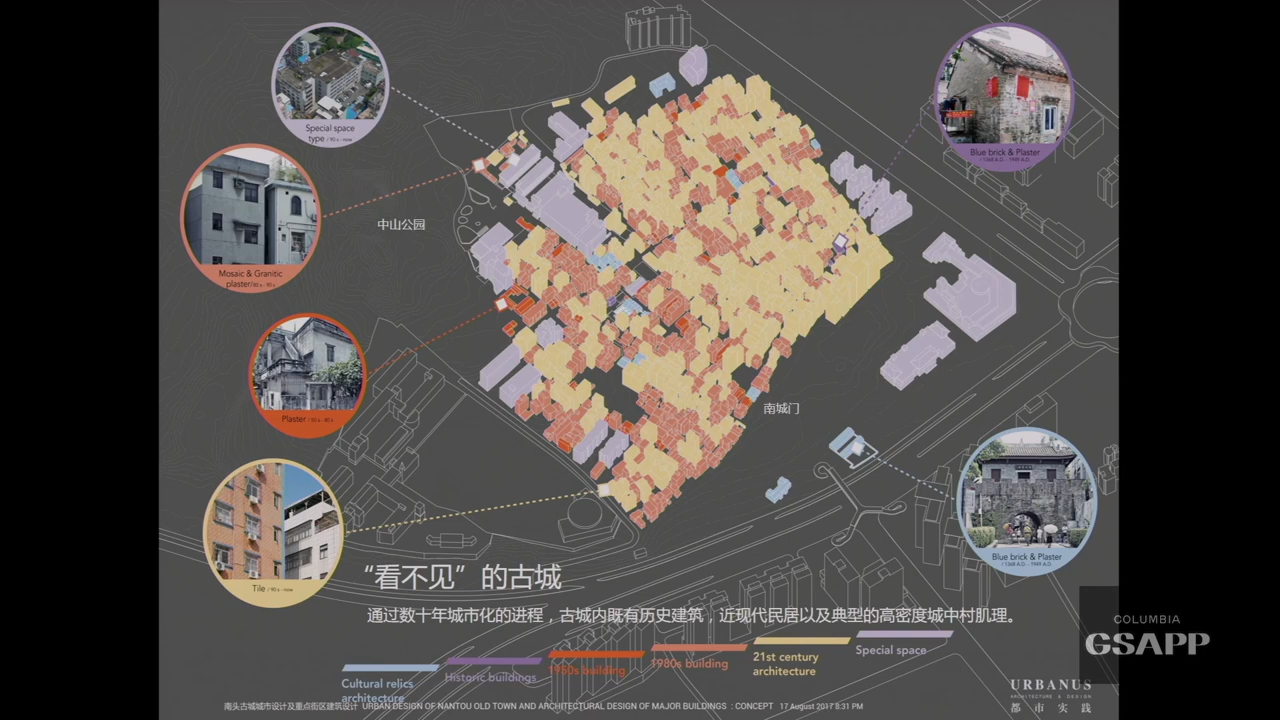 Special space
type / 90 s - now
Blue brick & Plaster
/ 1368 A.D. - 1949 A.D.
中山公园
Mosaic & Granitic
plaster/80 s - 90 s
Plaster
南城门
Blue brick & Plaster
/ 1368 A.D. - 1949 A.D.
Tile / 90 s - now
“看不见”的古城
通过数十年城市化的进程，古城内既有历史建筑，近现代民居以及典型的高密度城中村肌理。
COLUMBIA
GSAPP
Cultural relics
architecture
Historic buildings
1950s building
1980s building
21st century
architecture
Special space
URBANUS
ARCHITECTURE & DESIGN
都市实践
南头古城城市设计及重点街区建筑设计 URBAN DESIGN OF NANTOU OLD TOWN AND ARCHITECTURAL DESIGN OF MAJOR BUILDINGS : CONCEPT 17 August 2017 8:31 PM